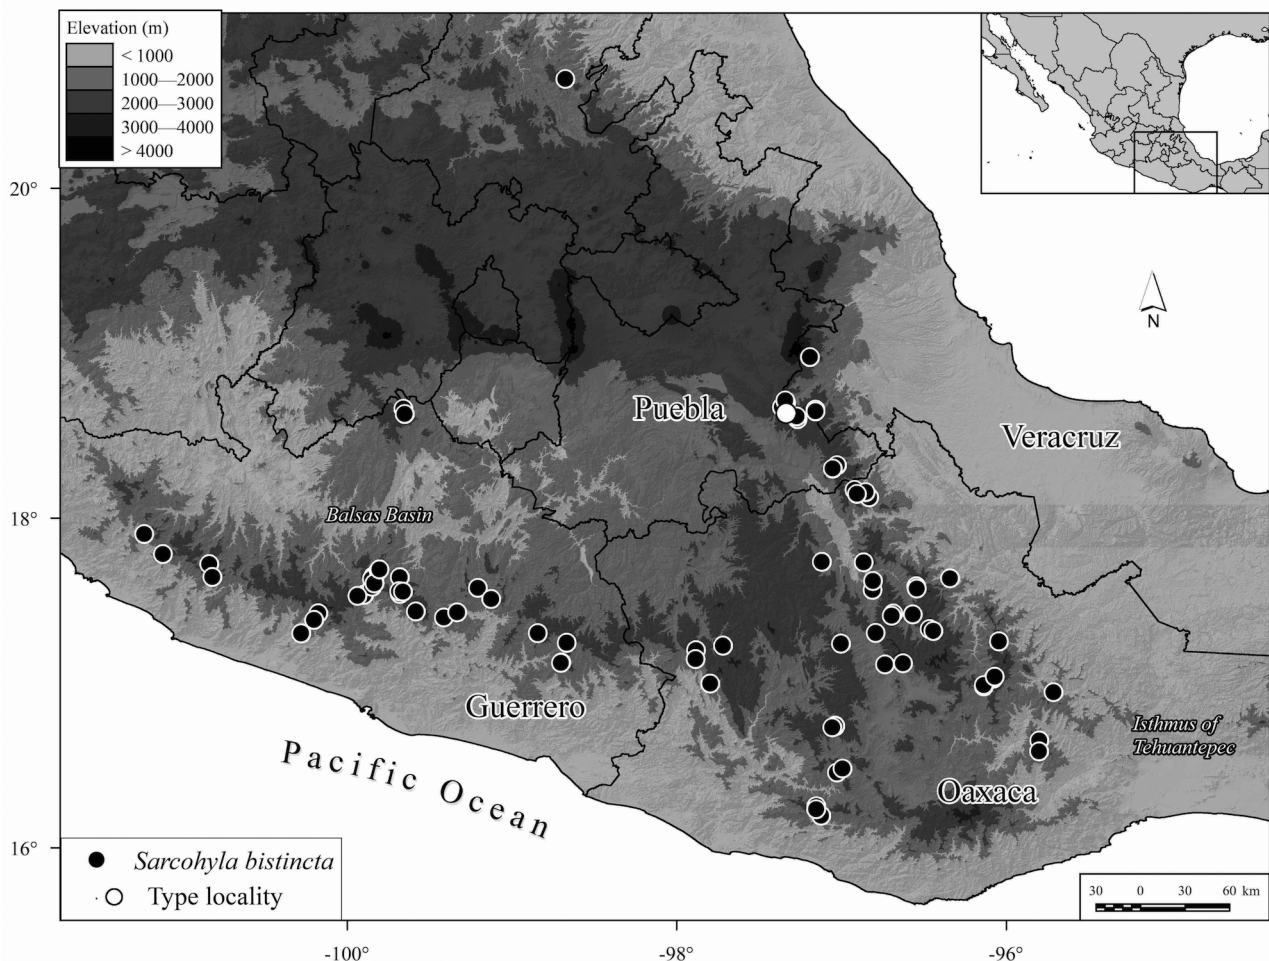 Elevation (m)
< 1000
1000—2000
2000—3000
3000—4000
> 4000
20°
N
Puebla
Veracruz
18°
Balsas Basin
Guerrero
Isthmus of
Tehuantepec
Pacific Ocean
Oaxaca
16°
Sarcohyla bistincta
Type locality
30 0 30 60 km
-100° -98° -96°